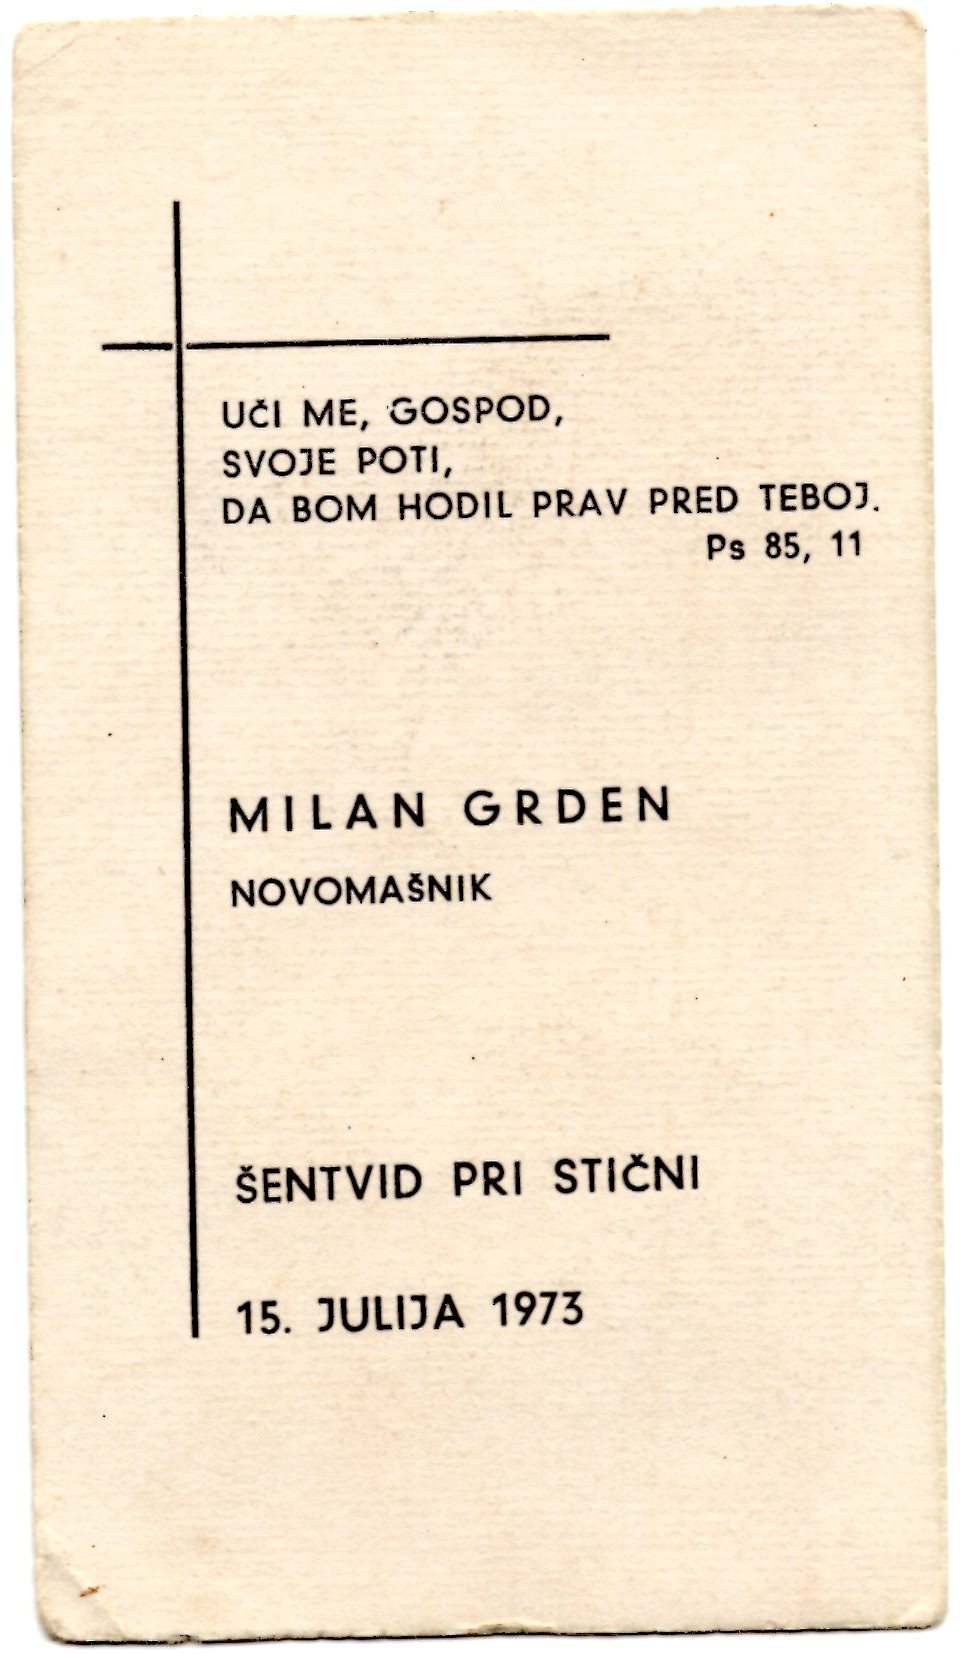 UČI ME, GOSPOD,
SVOJE POTI,
DA BOM HODIL PRAV PRED TEBOJ.
Ps 85, 11
MILAN GRDEN
NOVOMAŠNIK
ŠENTVID PRI STIČNI
15. JULIJA 1973